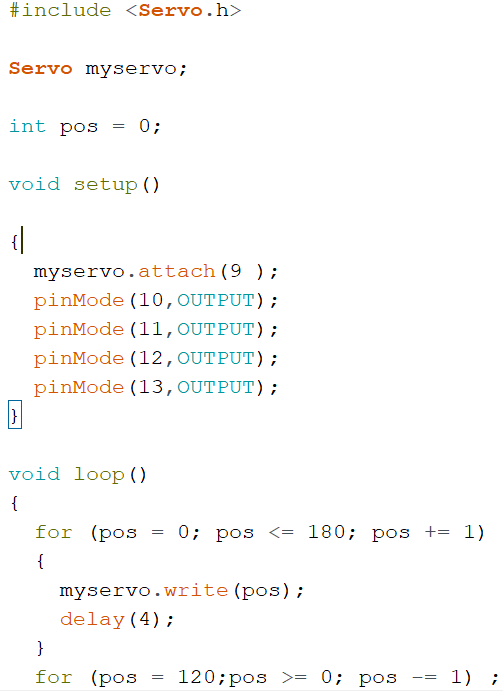 #include <Servo.h>
Servo myservo;
int pos = 0;
void setup()
{
myservo.attach(9 );
pinMode(10,OUTPUT);
pinMode(11,OUTPUT);
pinMode(12,OUTPUT);
pinMode(13,OUTPUT);
}
void loop()
{
for (pos = 0; pos <= 180; pos += 1)
{
myservo.write(pos);
delay(4);
}
for (pos = 120;pos >= 0; pos -= 1) ;